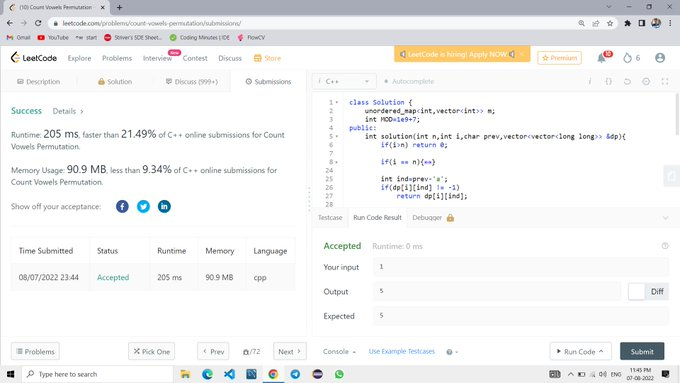 (10) Count Vowels Permutation
leetcode.com/problems/count-vowels-permutation/submissions/
Gmail YouTube start Striver's SDE Sheet... Coding Minutes | IDE FlowCV
LeetCode Explore Problems Interview New Contest Discuss Store LeetCode is hiring! Apply NOW. Premium 6
Description Solution Discuss (999+) Submissions
i C++ Autocomplete
Success Details
Runtime: 205 ms, faster than 21.49% of C++ online submissions for Count
Vowels Permutation.
Memory Usage: 90.9 MB, less than 9.34% of C++ online submissions for
Count Vowels Permutation.
Show off your acceptance:
Time Submitted Status Runtime Memory Language
08/07/2022 23:44 Accepted 205 ms 90.9 MB cpp
1 class Solution {
2 unordered_map<int,vector<int>> m;
3 int MOD=1e9+7;
4 public:
5 int solution(int n,int i,char prev,vector<vector<long long>> &dp){
6 if(i>n) return 0;
7
8 if(i == n){↔}
24
25 int ind=prev-'a';
26 if(dp[i][ind] != -1)
27 return dp[i][ind];
28
Testcase Run Code Result Debugger
Accepted Runtime: 0 ms
Your input 1
Output 5 Diff
Expected 5
Problems Pick One Prev /72 Next Console Use Example Testcases Run Code Submit
Type here to search
ENG 11:45 PM
07-08-2022